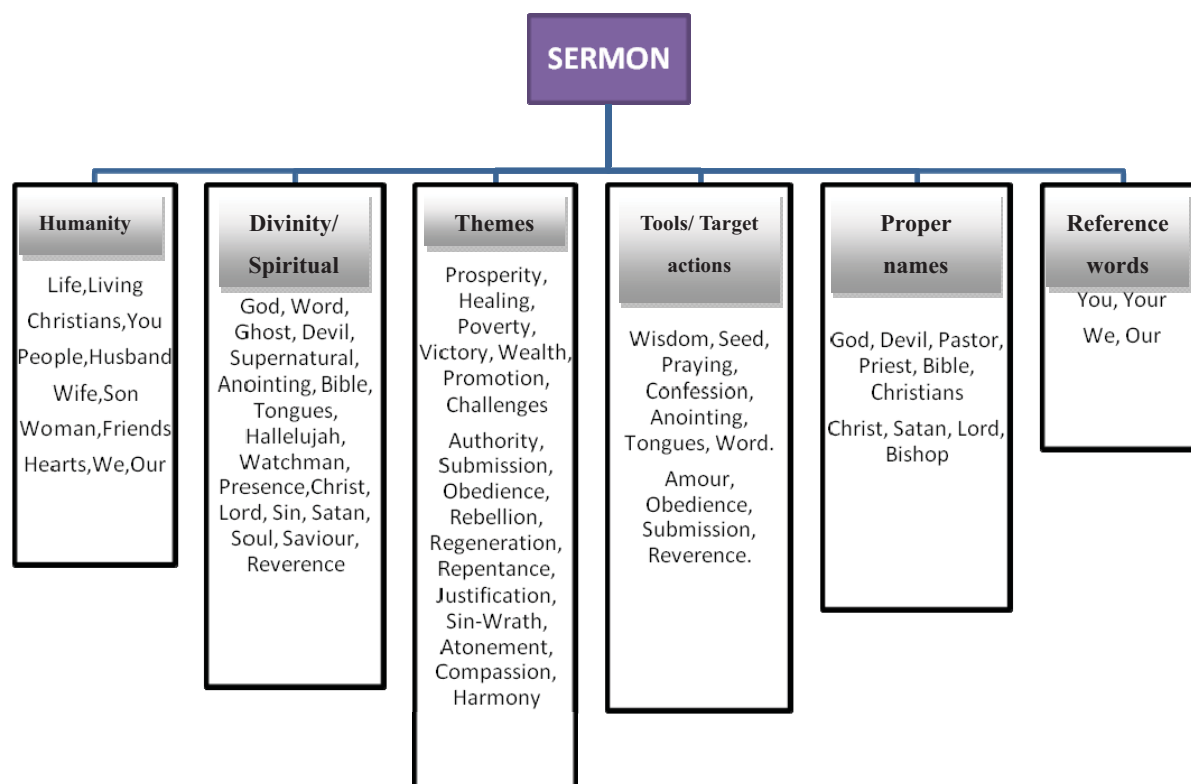 SERMON
Humanity
Life,Living
Christians,You
People,Husband
Wife,Son
Woman,Friends
Hearts,We,Our
Divinity/
Spiritual
God, Word,
Ghost, Devil,
Supernatural,
Anointing, Bible,
Tongues,
Hallelujah,
Watchman,
Presence,Christ,
Lord, Sin, Satan,
Soul, Saviour,
Reverence
Themes
Prosperity,
Healing,
Poverty,
Victory, Wealth,
Promotion,
Challenges
Authority,
Submission,
Obedience,
Rebellion,
Regeneration,
Repentance,
Justification,
Sin-Wrath,
Atonement,
Compassion,
Harmony
Tools/ Target
actions
Wisdom, Seed,
Praying,
Confession,
Anointing,
Tongues, Word.
Amour,
Obedience,
Submission,
Reverence.
Proper
names
God, Devil, Pastor,
Priest, Bible,
Christians
Christ, Satan, Lord,
Bishop
Reference
words
You, Your
We, Our